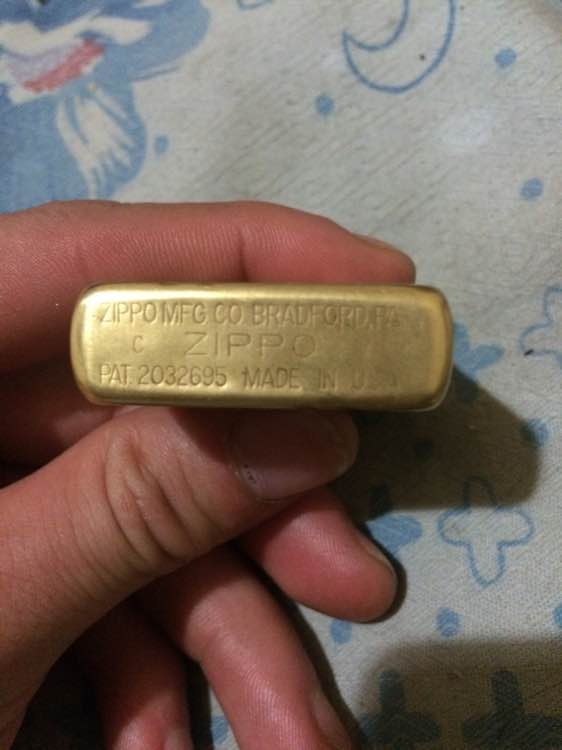 ZIPPO MFG CO. BRADFORD, PA
C ZIPPO
PAT. 2032695 MADE IN U.S.A